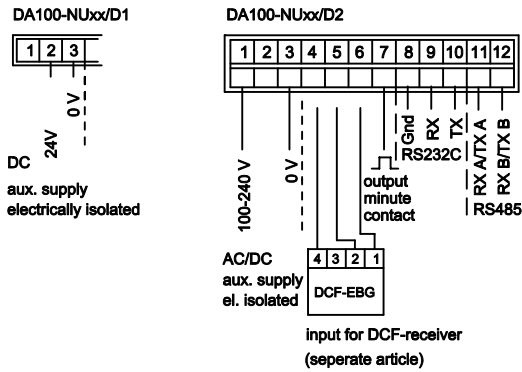 DA100-NUxx/D1
1 2 3
24V
0 V
DC
aux. supply
electrically isolated
DA100-NUxx/D2
1 2 3 4 5 6 7 8 9 10 11 12
100-240 V
0 V
Gnd
RX
TX
RS232C
RX A/TX A
RX B/TX B
RS485
output
minute
contact
AC/DC
aux. supply
el. isolated
4 3 2 1
DCF-EBG
input for DCF-receiver
(seperate article)